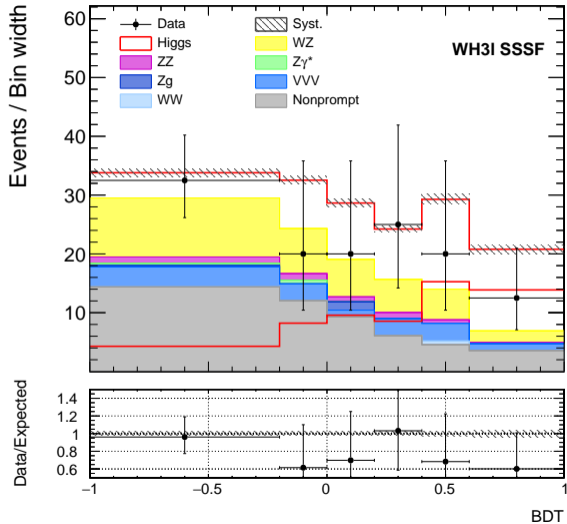 Events / Bin width
60
50
40
30
20
10
Data
Higgs
ZZ
Zg
WW
Syst.
WZ
Zγ*
VVV
Nonprompt
WH3l SSSF
Data/Expected
1.4
1.2
1
0.8
0.6
−1 −0.5 0 0.5 1
BDT